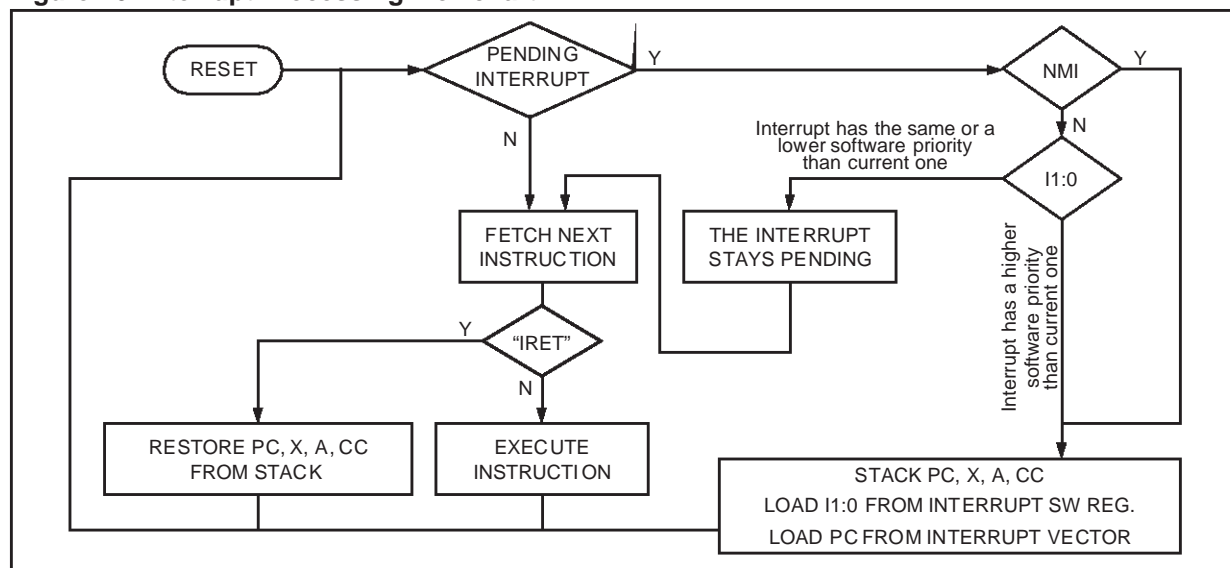 RESET
PENDING
INTERRUPT
Y
NMI
Y
N
N
Interrupt has the same or a
lower software priority
than current one
I1:0
FETCH NEXT
INSTRUCTION
THE INTERRUPT
STAYS PENDING
Interrupt has a higher
software priority
than current one
Y
“IRET”
N
RESTORE PC, X, A, CC
FROM STACK
EXECUTE
INSTRUCTION
STACK PC, X, A, CC
LOAD I1:0 FROM INTERRUPT SW REG.
LOAD PC FROM INTERRUPT VECTOR